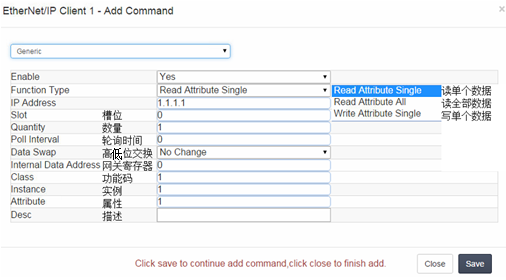 EtherNet/IP Client 1 - Add Command ×
Generic
Enable Yes
Function Type Read Attribute Single Read Attribute Single 读单个数据
IP Address 1.1.1.1 Read Attribute All 读全部数据
Slot 槽位 0 Write Attribute Single 写单个数据
Quantity 数量 1
Poll Interval 轮询时间 0
Data Swap 高低位交换 No Change
Internal Data Address 网关寄存器 0
Class 功能码 1
Instance 实例 1
Attribute 属性 1
Desc 描述
Click save to continue add command,click close to finish add. Close Save